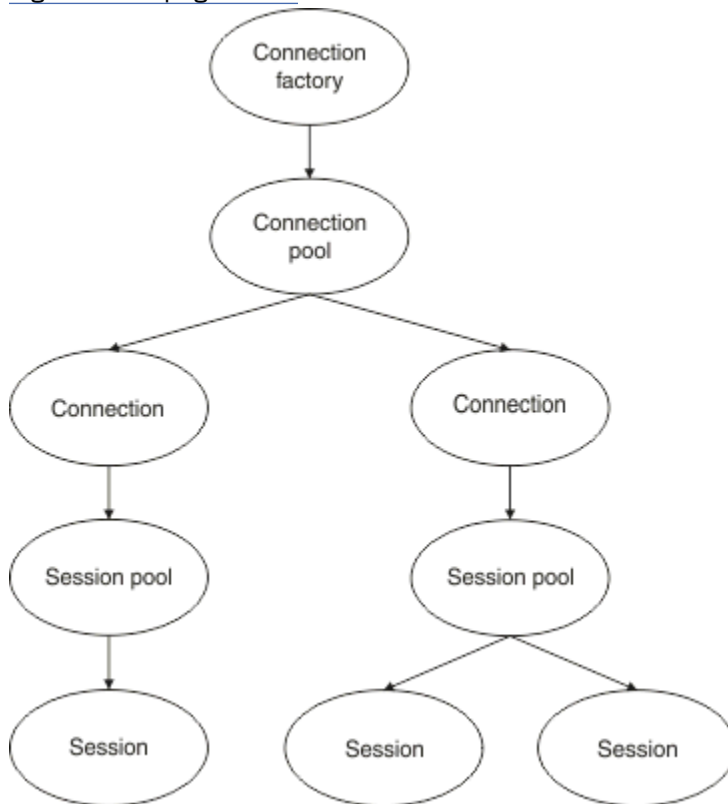 Connection
factory
Connection
pool
Connection
Connection
Session pool
Session pool
Session
Session
Session